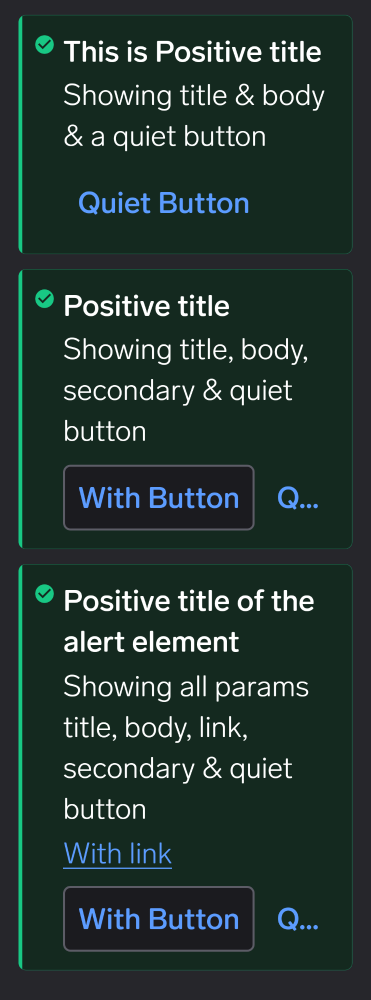 This is Positive title
Showing title & body
& a quiet button
Quiet Button
Positive title
Showing title, body,
secondary & quiet
button
With Button Q...
Positive title of the
alert element
Showing all params
title, body, link,
secondary & quiet
button
With link
With Button Q...